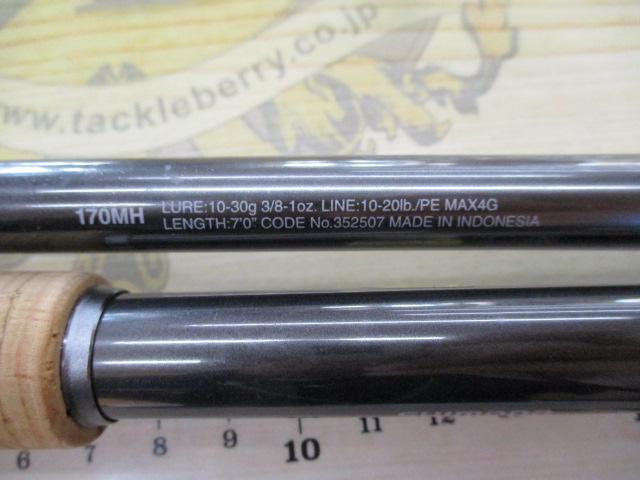 www.tackleberry.co.jp
170MH
LURE:10-30g 3/8-1oz. LINE:10-20lb./PE MAX4G
LENGTH:7'0" CODE No.352507 MADE IN INDONESIA
6 7 8 9 10 11 12